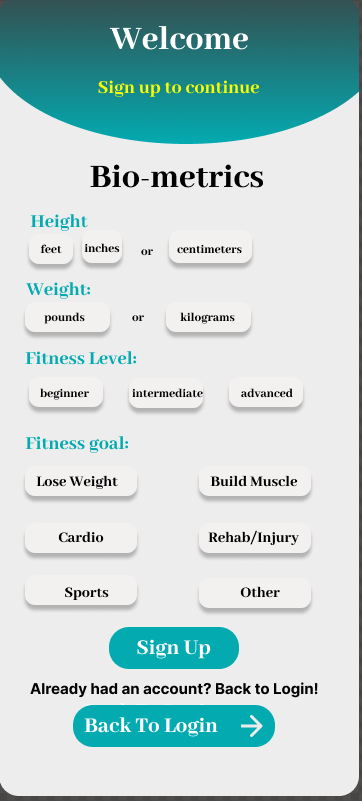 Welcome
Sign up to continue
Bio-metrics
Height
feet inches or centimeters
Weight:
pounds or kilograms
Fitness Level:
beginner intermediate advanced
Fitness goal:
Lose Weight Build Muscle
Cardio Rehab/Injury
Sports Other
Sign Up
Already had an account? Back to Login!
Back To Login